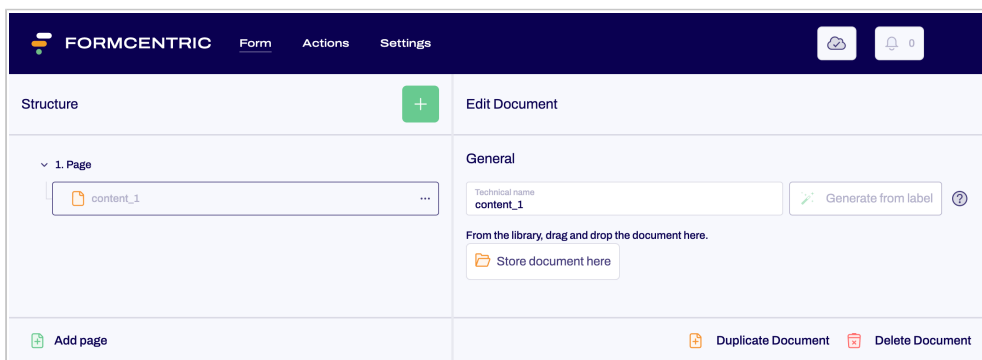 FORMCENTRIC Form Actions Settings 0
Structure
+
Edit Document
1. Page
content_1
...
General
Technical name
content_1
Generate from label
?
From the library, drag and drop the document here.
Store document here
Add page
Duplicate Document
Delete Document